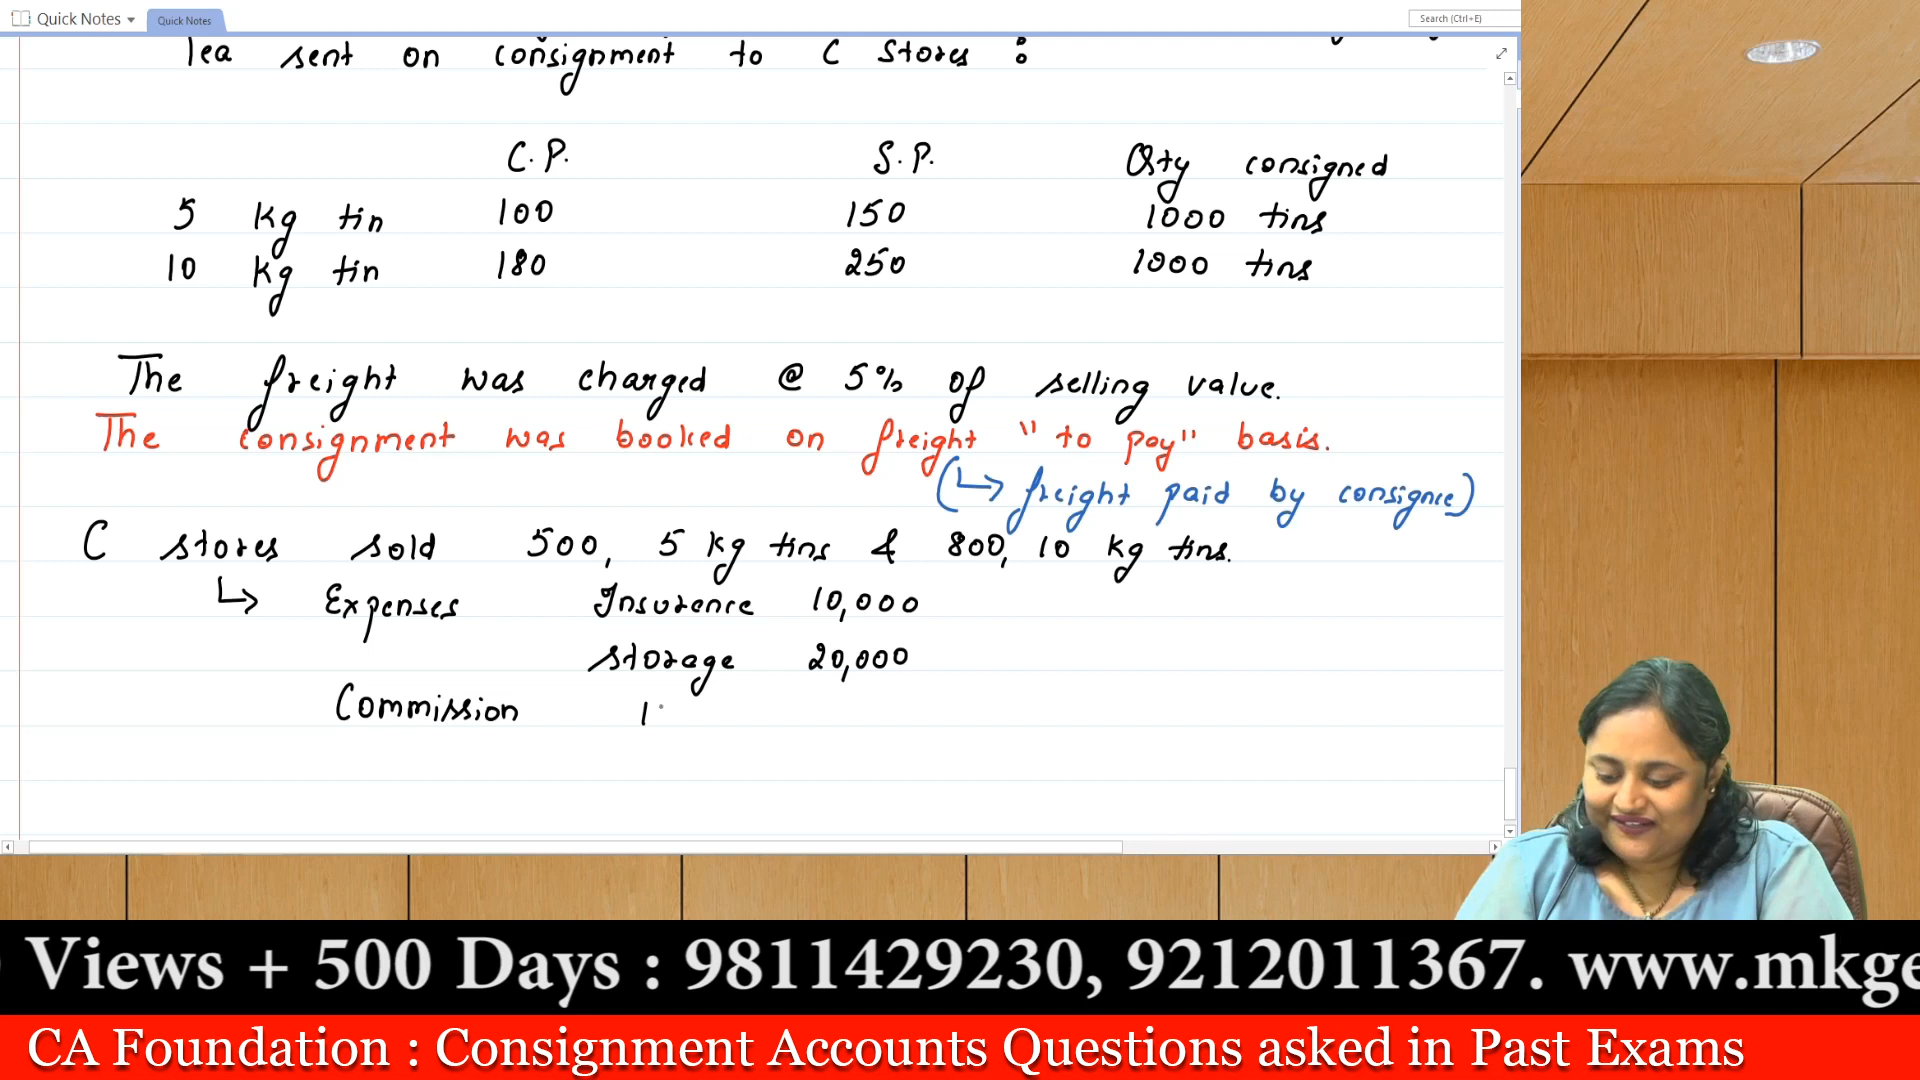 Quick Notes
Quick Notes
Search (Ctrl+E)
Tea sent on consignment to C Stores :
C.P. S.P. Qty consigned
5 kg tin 100 150 1000 tins
10 kg tin 180 250 1000 tins
The freight was charged @ 5% of selling value.
The consignment was booked on freight "to pay" basis.
(↳ freight paid by consignee)
C stores sold 500, 5 kg tins & 800, 10 kg tins.
↳ Expenses Insurance 10,000
Storage 20,000
Commission 1
Views + 500 Days : 9811429230, 9212011367. www.mkge
CA Foundation : Consignment Accounts Questions asked in Past Exams